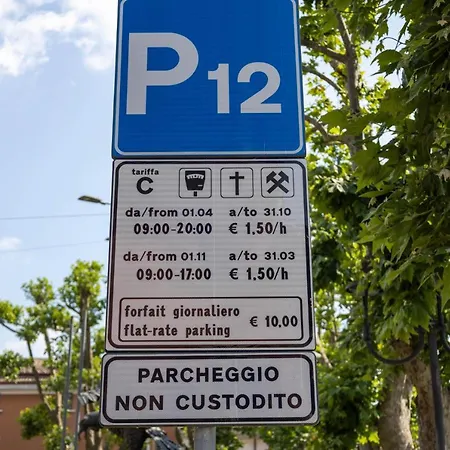 P 12
tariffa
C
da/from 01.04 a/to 31.10
09:00-20:00 € 1,50/h
da/from 01.11 a/to 31.03
09:00-17:00 € 1,50/h
forfait giornaliero
flat-rate parking € 10,00
PARCHEGGIO
NON CUSTODITO